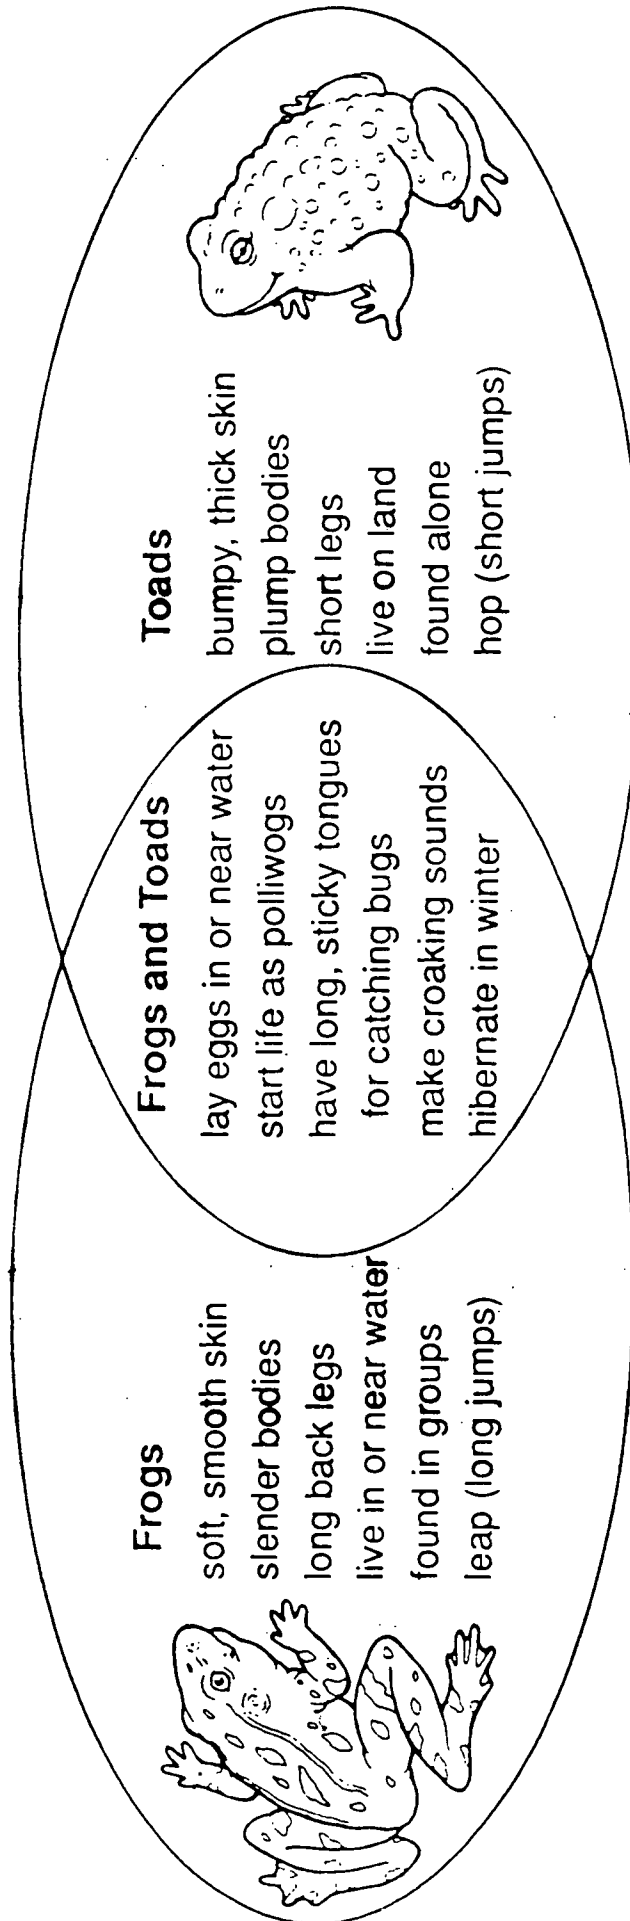 Frogs
soft, smooth skin
slender bodies
long back legs
live in or near water
found in groups
leap (long jumps)
Frogs and Toads
lay eggs in or near water
start life as polliwogs
have long, sticky tongues
for catching bugs
make croaking sounds
hibernate in winter
Toads
bumpy, thick skin
plump bodies
short legs
live on land
found alone
hop (short jumps)